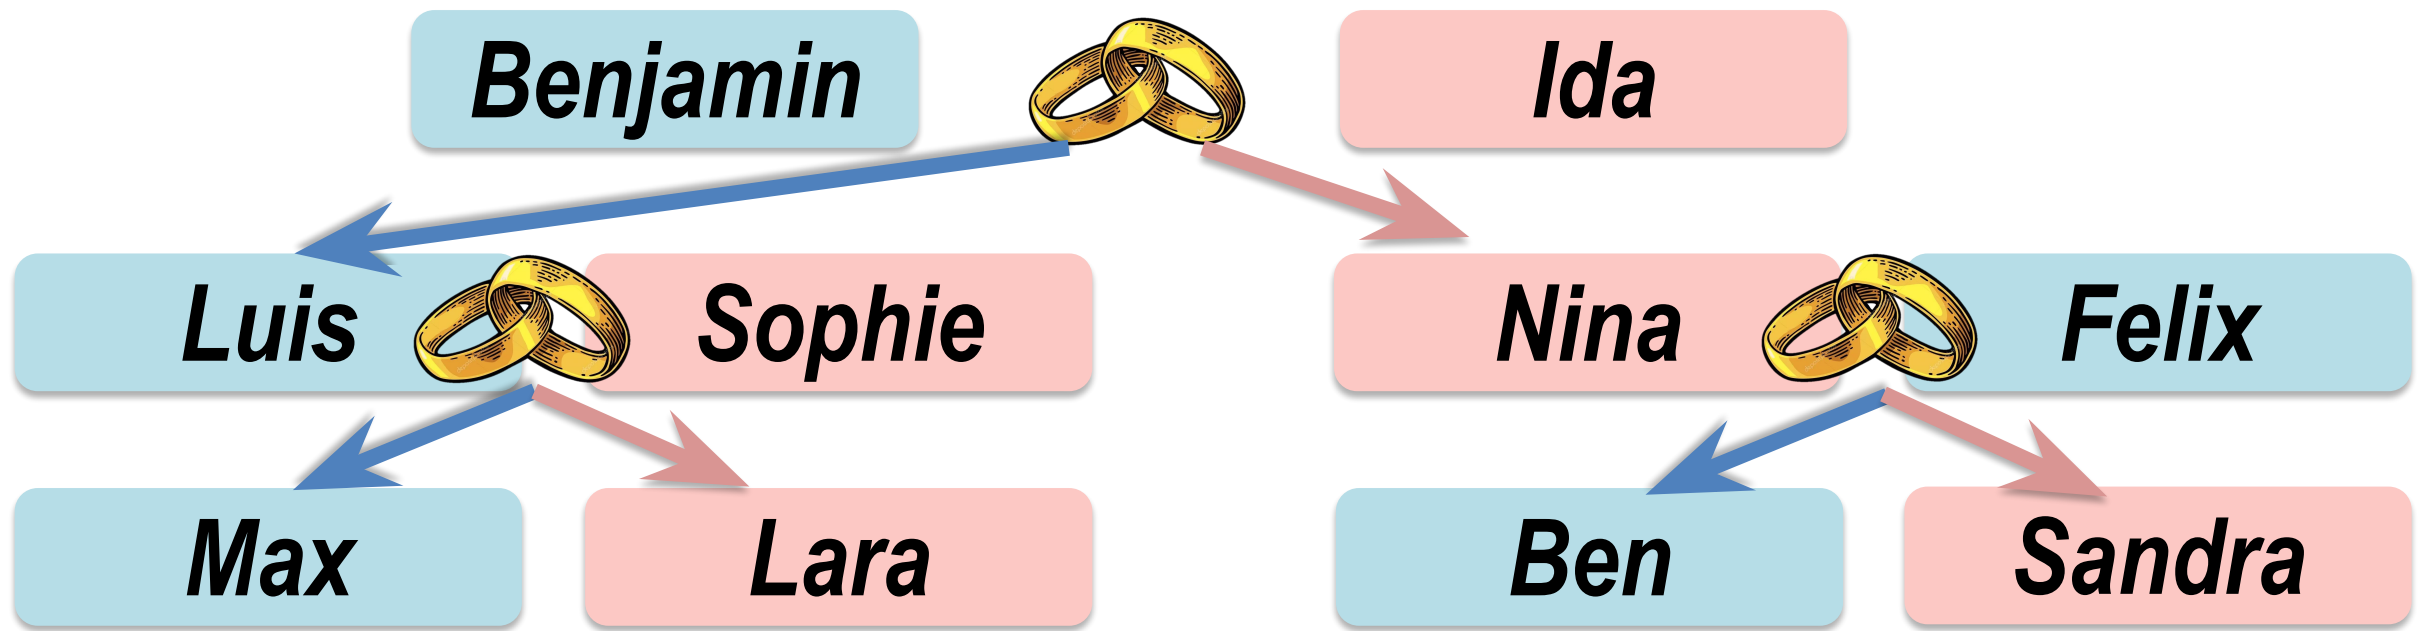 Benjamin Ida
Luis Sophie Nina Felix
Max Lara Ben Sandra